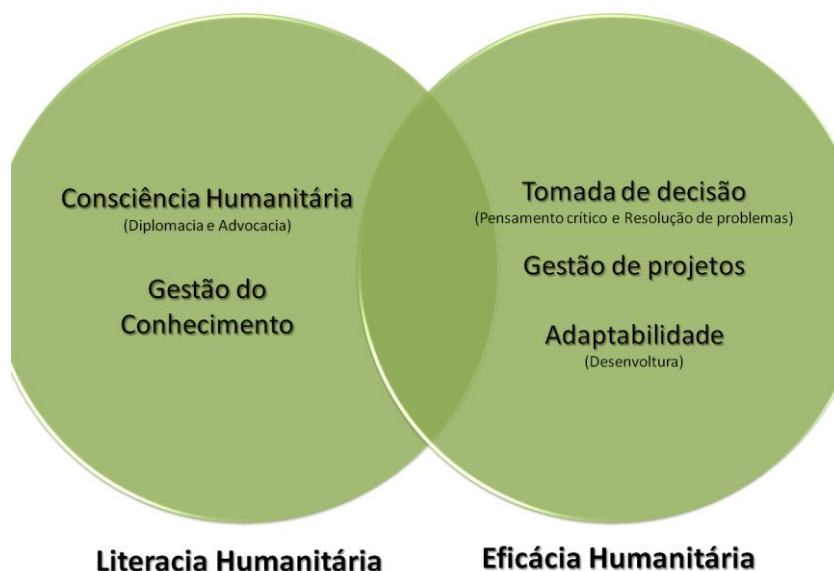 Consciência Humanitária
(Diplomacia e Advocacia)
Gestão do
Conhecimento
Tomada de decisão
(Pensamento crítico e Resolução de problemas)
Gestão de projetos
Adaptabilidade
(Desenvoltura)
Literacia Humanitária
Eficácia Humanitária